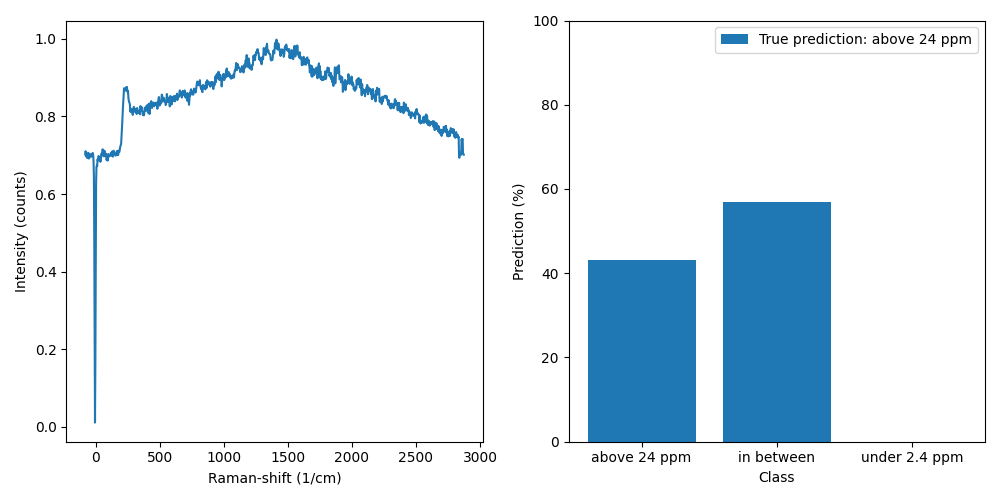 1.0
0.8
0.6
0.4
0.2
0.0
Intensity (counts)
0 500 1000 1500 2000 2500 3000
Raman-shift (1/cm)
100
80
60
40
20
0
Prediction (%)
True prediction: above 24 ppm
above 24 ppm in between under 2.4 ppm
Class